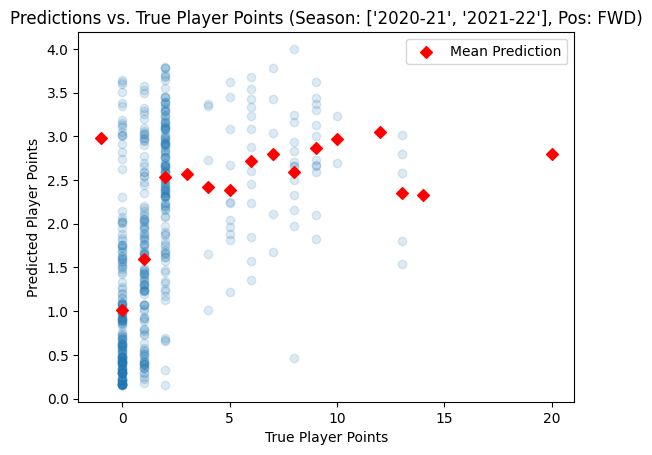 Predictions vs. True Player Points (Season: ['2020-21', '2021-22'], Pos: FWD)
Mean Prediction
Predicted Player Points
4.0
3.5
3.0
2.5
2.0
1.5
1.0
0.5
0.0
0 5 10 15 20
True Player Points